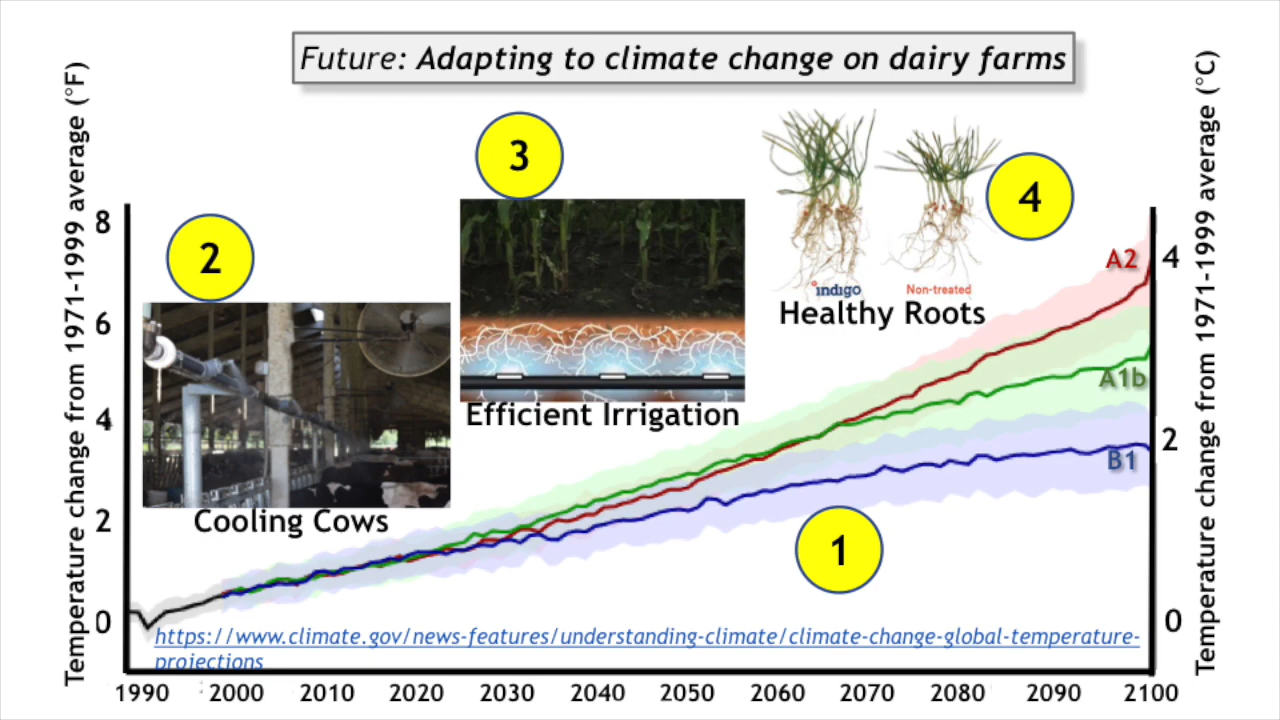 Future: Adapting to climate change on dairy farms
Temperature change from 1971-1999 average (°F)
Temperature change from 1971-1999 average (°C)
8
6
4
2
0
4
2
0
2
Cooling Cows
3
Efficient Irrigation
4
indigo
Non-treated
Healthy Roots
A2
A1b
B1
1
https://www.climate.gov/news-features/understanding-climate/climate-change-global-temperature-
projections
1990 2000 2010 2020 2030 2040 2050 2060 2070 2080 2090 2100